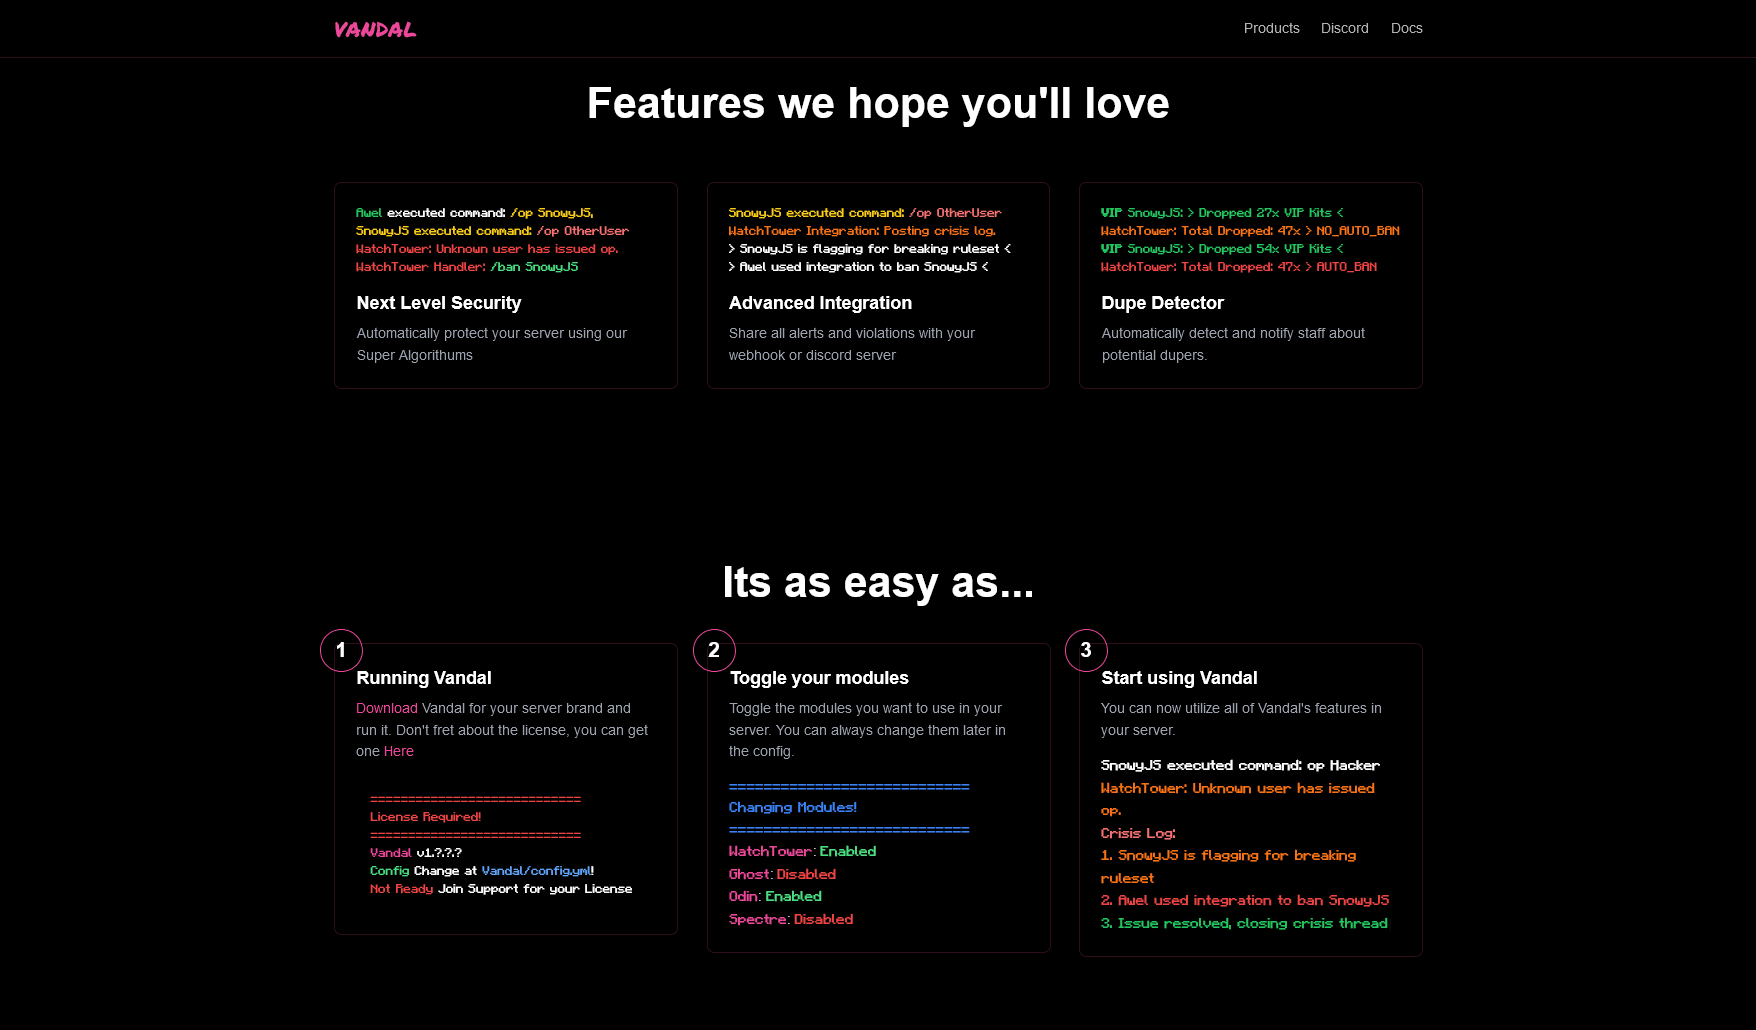 VANDAL
Products Discord Docs
Features we hope you'll love
Awel executed command: /op SnowyJS,
SnowyJS executed command: /op OtherUser
WatchTower: Unknown user has issued op.
WatchTower Handler: /ban SnowyJS
Next Level Security
Automatically protect your server using our
Super Algorithums
SnowyJS executed command: /op OtherUser
WatchTower Integration: Posting crisis log.
> SnowyJS is flagging for breaking ruleset <
> Awel used integration to ban SnowyJS <
Advanced Integration
Share all alerts and violations with your
webhook or discord server
VIP SnowyJS: > Dropped 27x VIP Kits <
WatchTower: Total Dropped: 47x > NO_AUTO_BAN
VIP SnowyJS: > Dropped 54x VIP Kits <
WatchTower: Total Dropped: 47x > AUTO_BAN
Dupe Detector
Automatically detect and notify staff about
potential dupers.
Its as easy as...
1
Running Vandal
Download Vandal for your server brand and
run it. Don't fret about the license, you can get
one Here
============================
License Required!
============================
Vandal v1.?.?.?
Config Change at Vandal/config.yml!
Not Ready Join Support for your License
2
Toggle your modules
Toggle the modules you want to use in your
server. You can always change them later in
the config.
============================
Changing Modules!
============================
WatchTower: Enabled
Ghost: Disabled
Odin: Enabled
Spectre: Disabled
3
Start using Vandal
You can now utilize all of Vandal's features in
your server.
SnowyJS executed command: op Hacker
WatchTower: Unknown user has issued
op.
Crisis Log:
1. SnowyJS is flagging for breaking
ruleset
2. Awel used integration to ban SnowyJS
3. Issue resolved, closing crisis thread